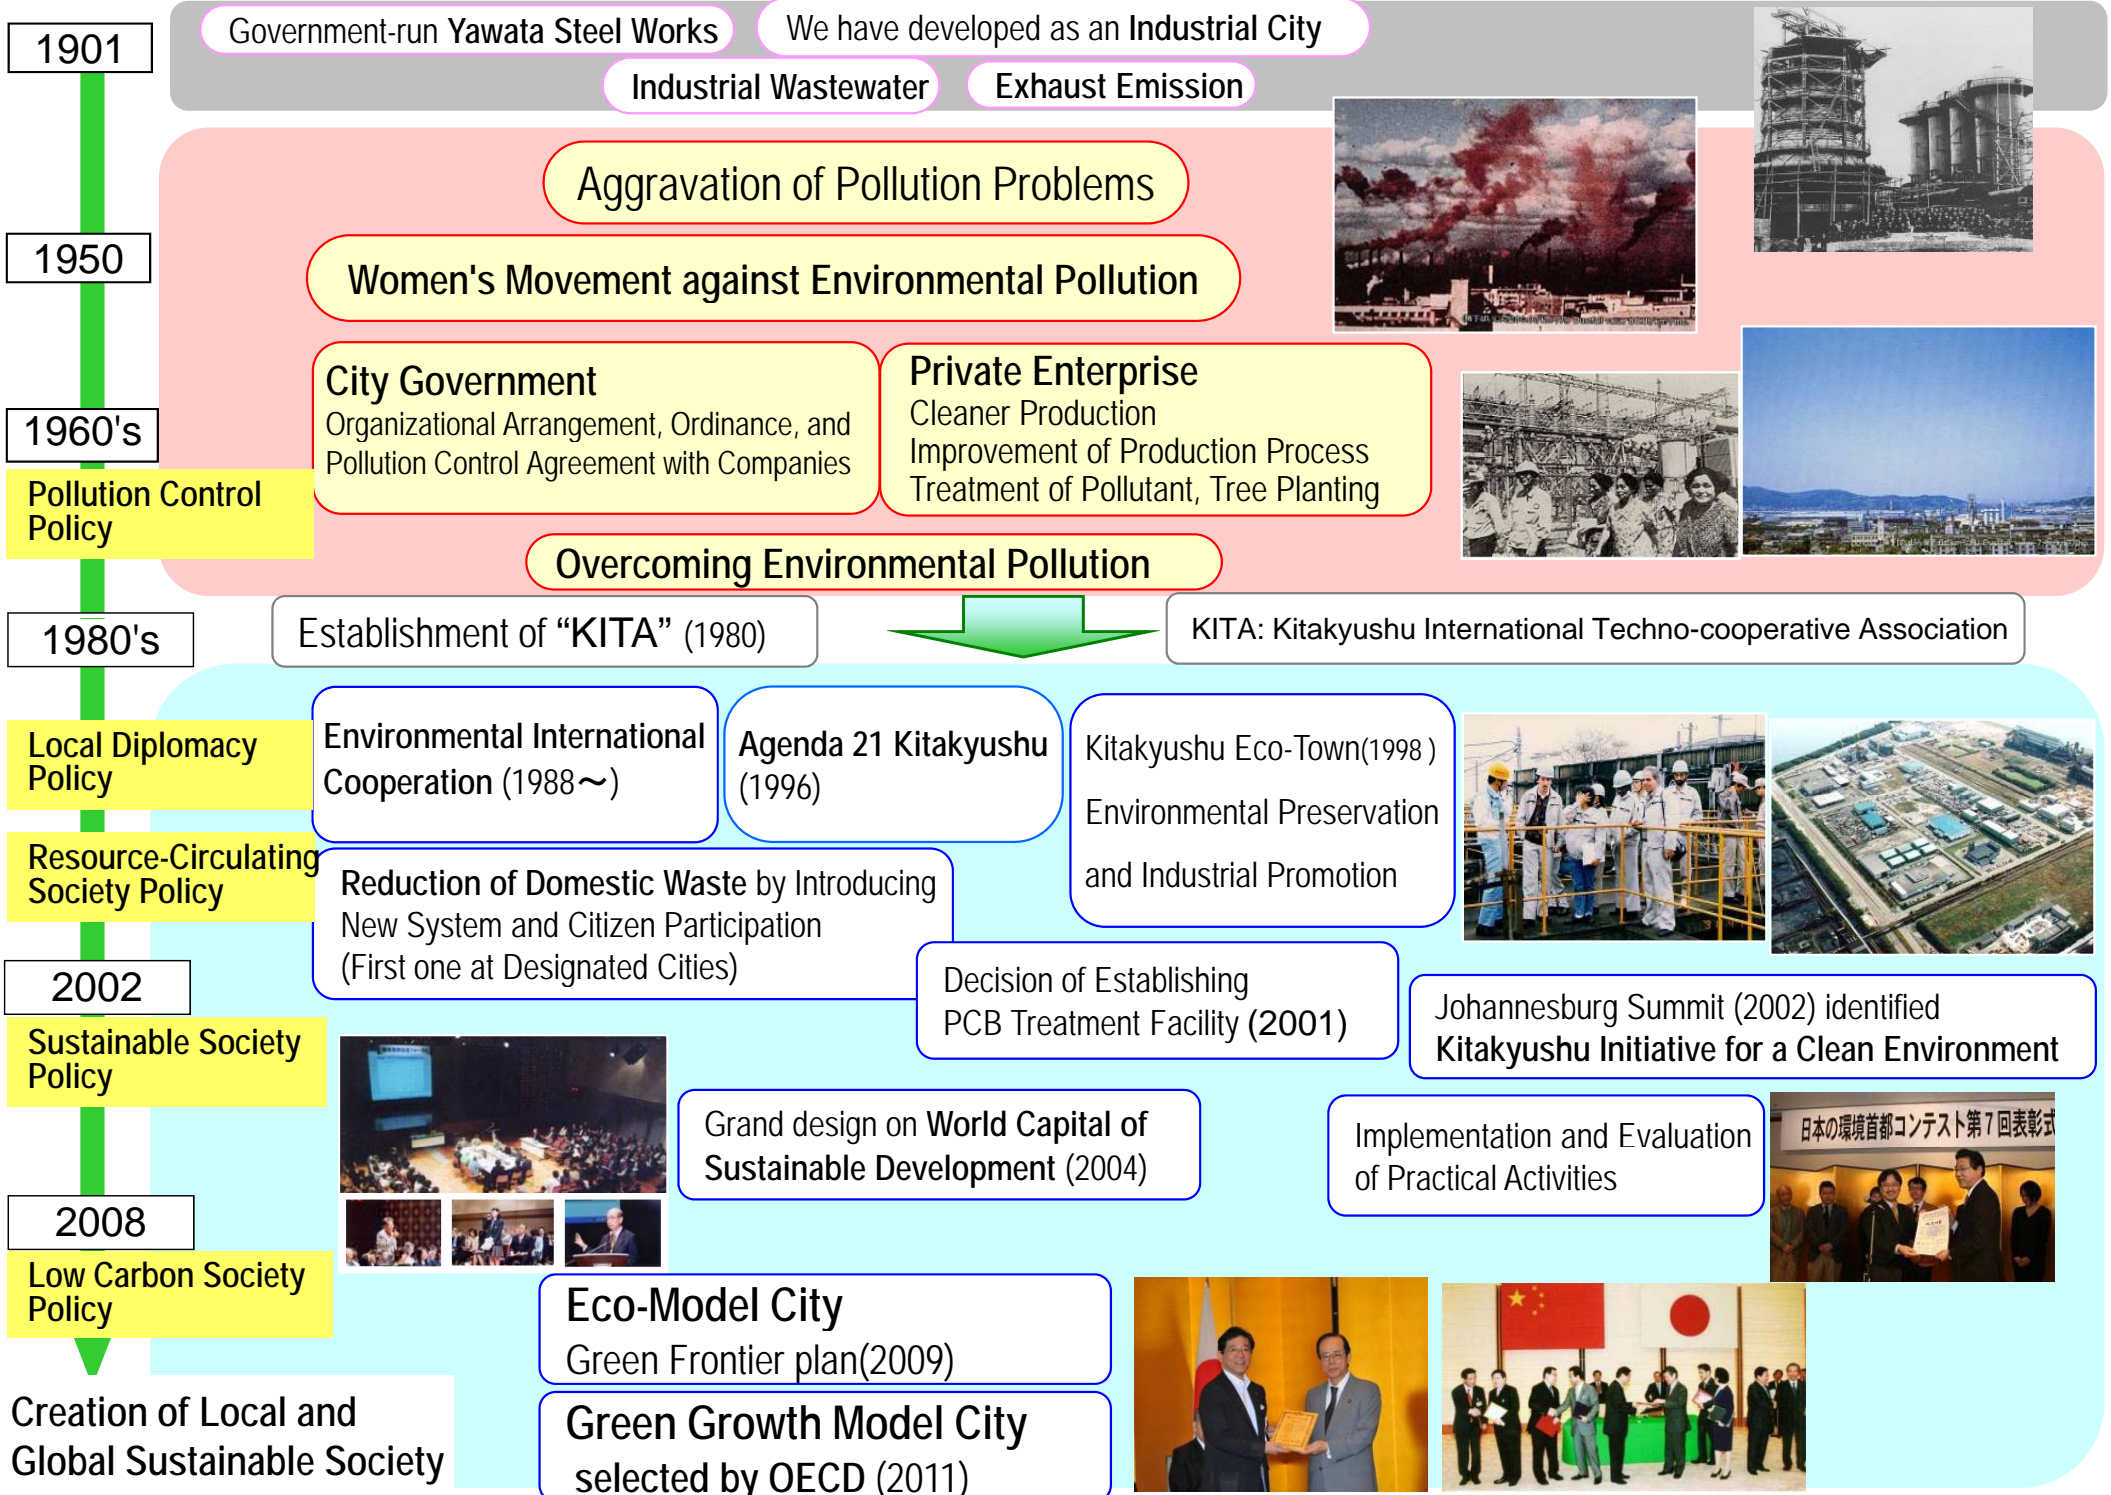 1901
Government-run Yawata Steel Works
We have developed as an Industrial City
Industrial Wastewater
Exhaust Emission
Aggravation of Pollution Problems
1950
Women's Movement against Environmental Pollution
City Government
Organizational Arrangement, Ordinance, and
Pollution Control Agreement with Companies
Private Enterprise
Cleaner Production
Improvement of Production Process
Treatment of Pollutant, Tree Planting
1960's
Pollution Control
Policy
Overcoming Environmental Pollution
1980's
Establishment of “KITA” (1980)
KITA: Kitakyushu International Techno-cooperative Association
Local Diplomacy
Policy
Environmental International
Cooperation (1988～)
Agenda 21 Kitakyushu
(1996)
Kitakyushu Eco-Town(1998 )
Environmental Preservation
and Industrial Promotion
Resource-Circulating
Society Policy
Reduction of Domestic Waste by Introducing
New System and Citizen Participation
(First one at Designated Cities)
2002
Decision of Establishing
PCB Treatment Facility (2001)
Johannesburg Summit (2002) identified
Kitakyushu Initiative for a Clean Environment
Sustainable Society
Policy
Grand design on World Capital of
Sustainable Development (2004)
Implementation and Evaluation
of Practical Activities
日本の環境首都コンテスト第7回表彰式
2008
Low Carbon Society
Policy
Eco-Model City
Green Frontier plan(2009)
Green Growth Model City
selected by OECD (2011)
Creation of Local and
Global Sustainable Society